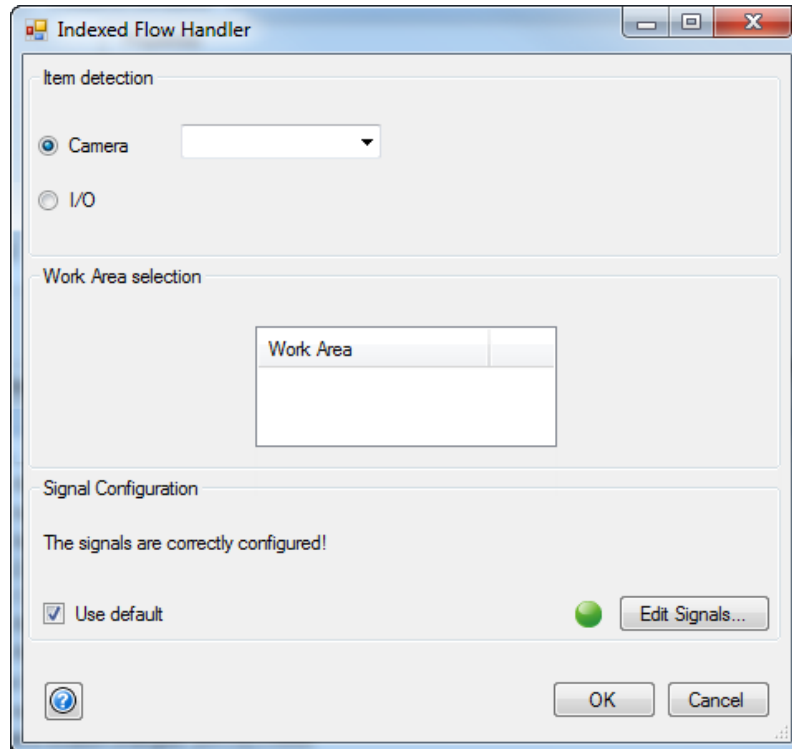 Indexed Flow Handler
Item detection
Camera
I/O
Work Area selection
Work Area
Signal Configuration
The signals are correctly configured!
Use default
Edit Signals...
OK Cancel